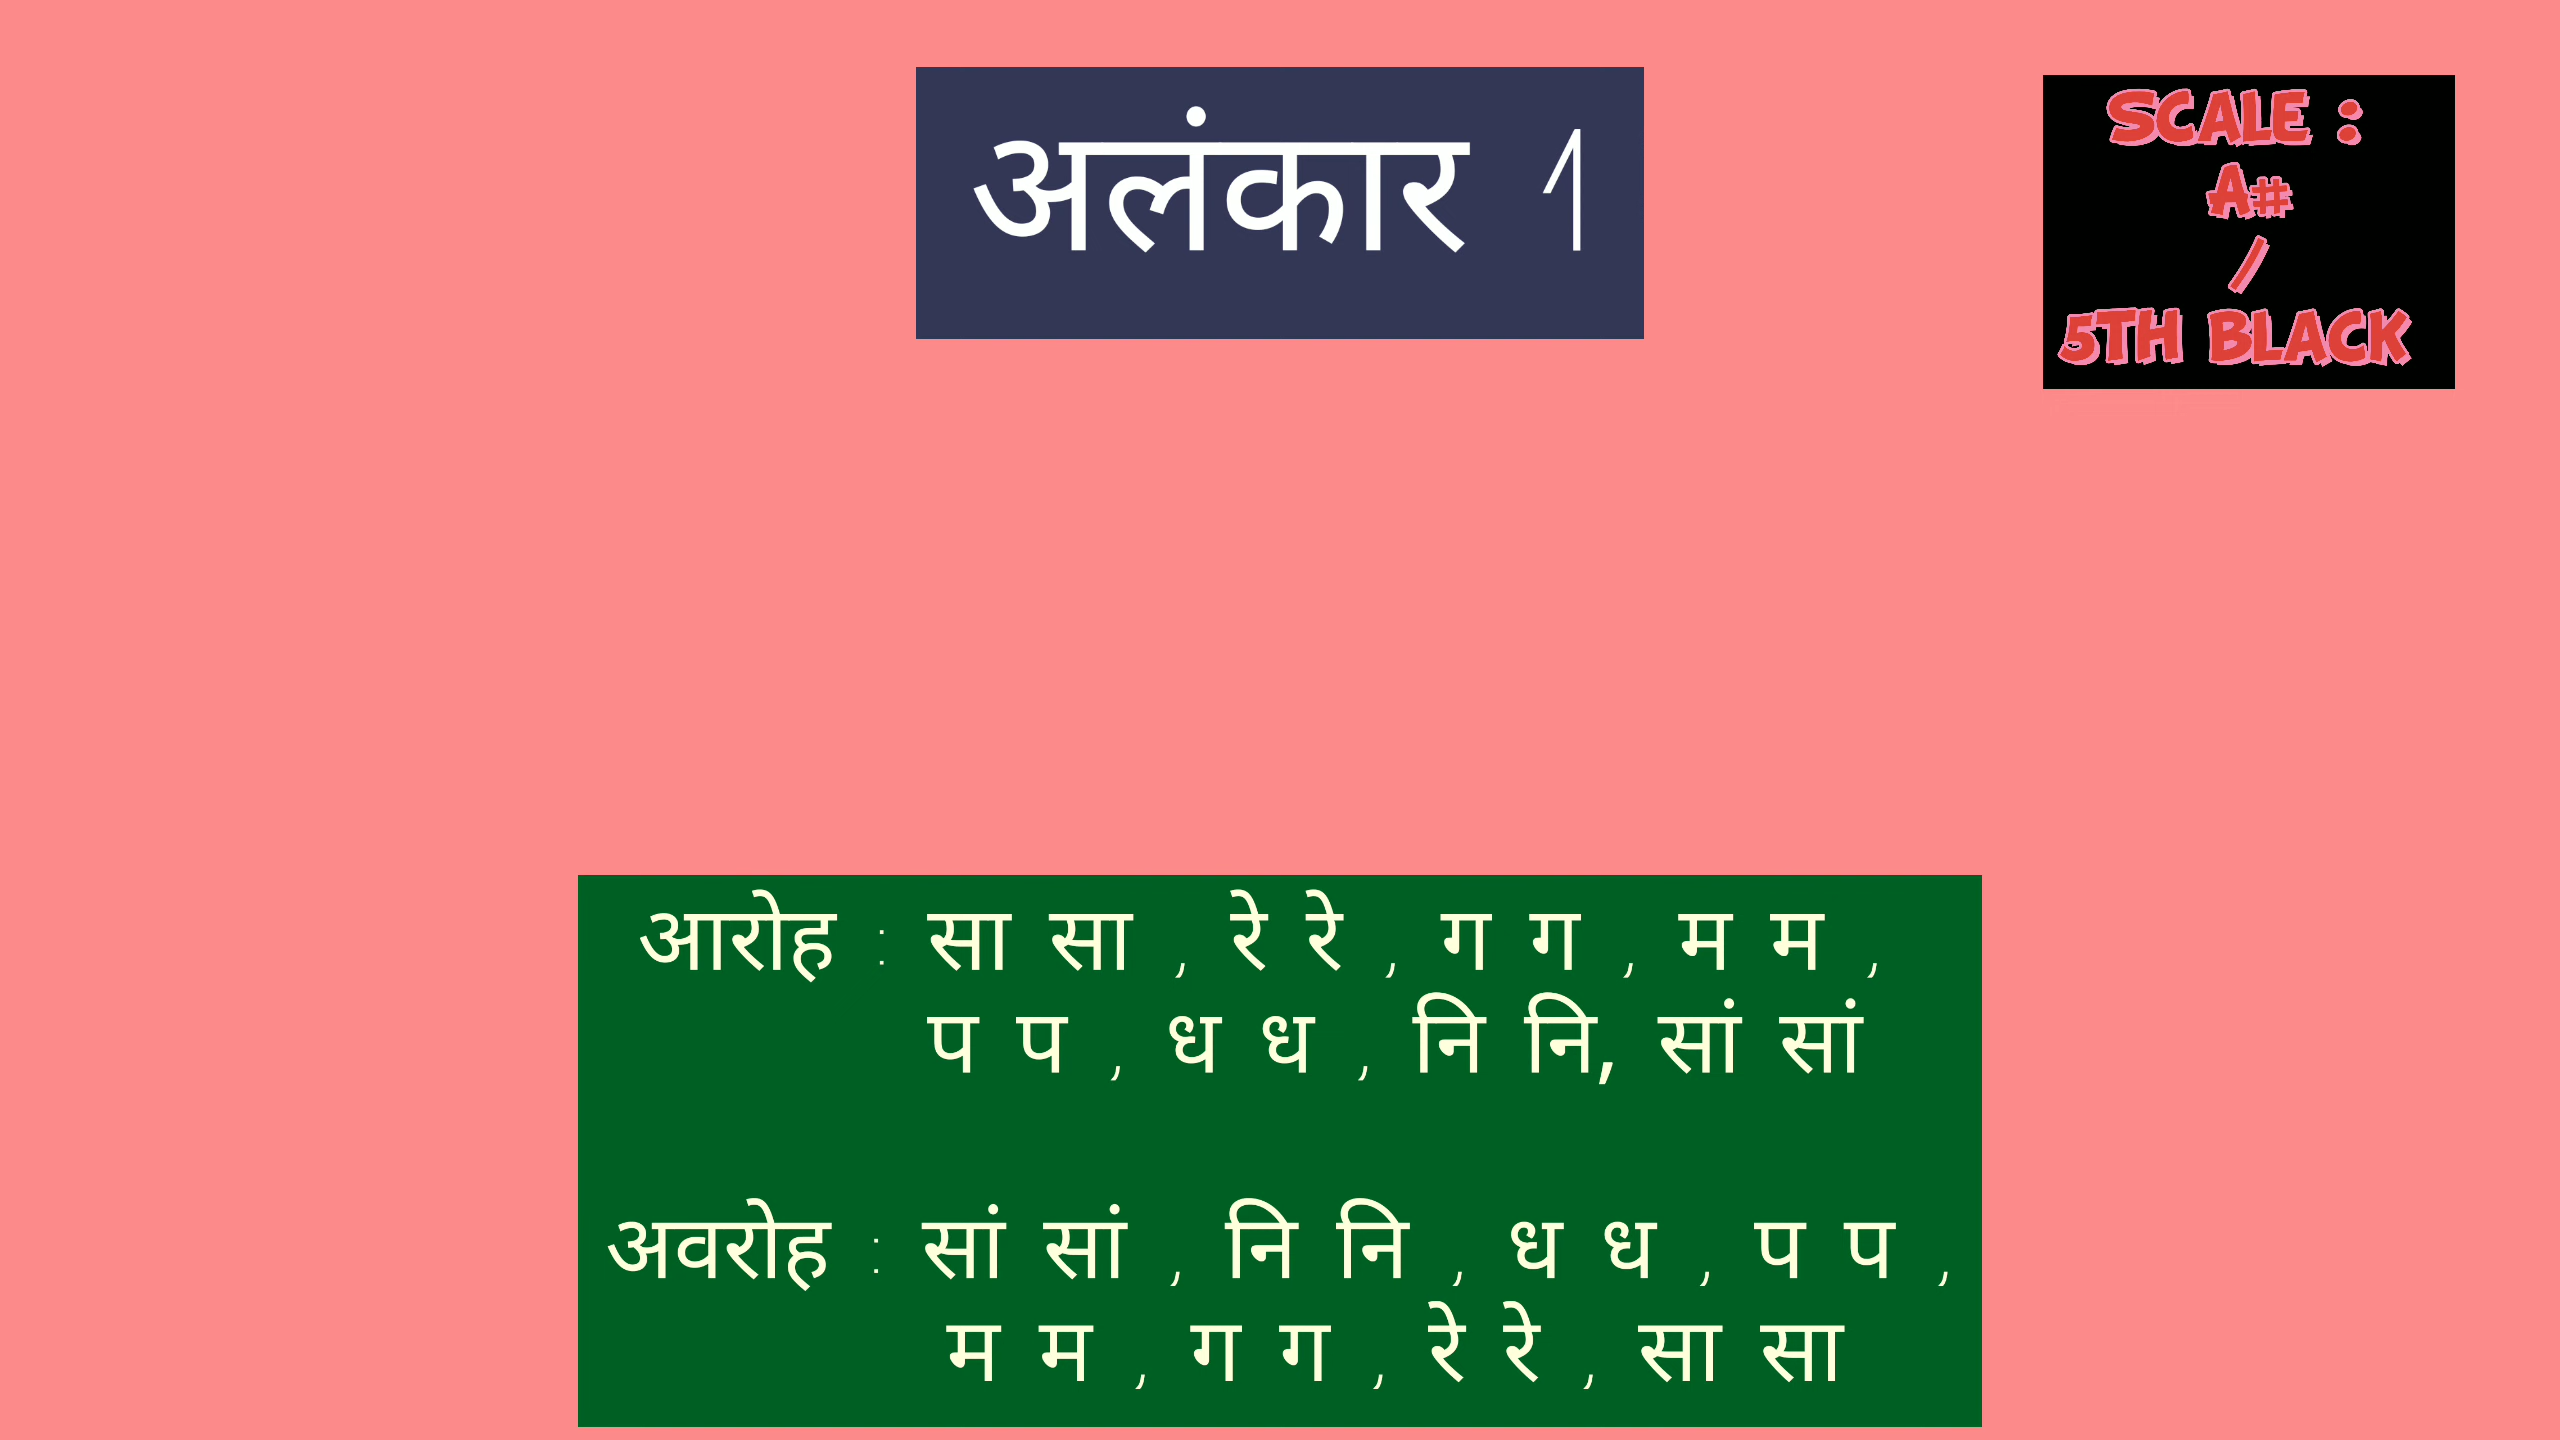 अलंकार 1
SCALE :
A#
/
5TH BLACK
आरोह : सा सा , रे रे , ग ग , म म ,
प प , ध ध , नि नि, सां सां
अवरोह : सां सां , नि नि , ध ध , प प ,
म म , ग ग , रे रे , सा सा